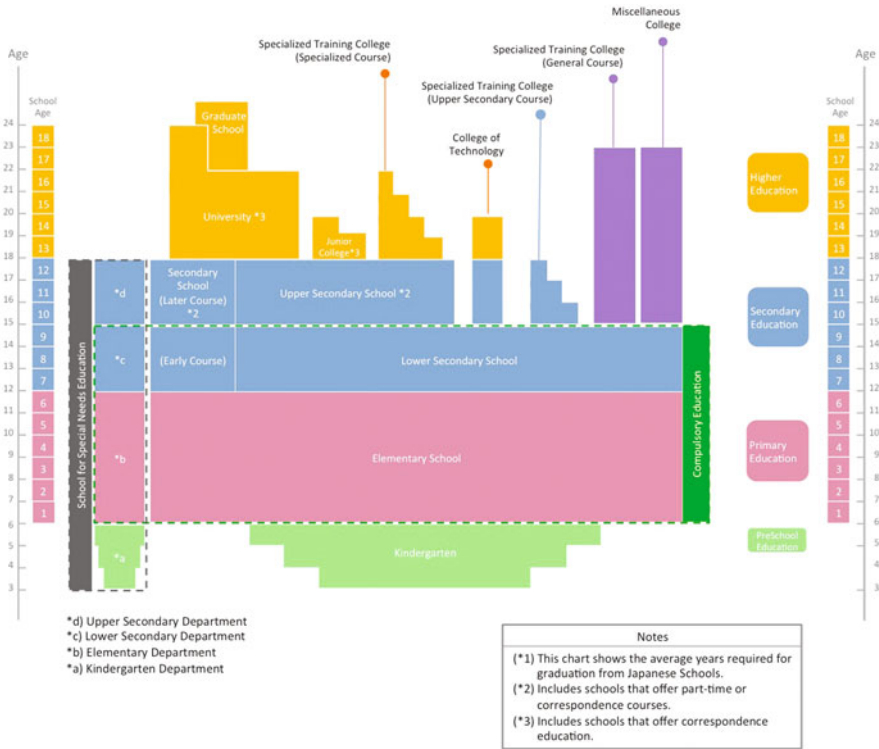 Miscellaneous
College
Specialized Training College
(Specialized Course)
Specialized Training College
(General Course)
Age
Age
Specialized Training College
(Upper Secondary Course)
School
Age
School
Age
Graduate
School
College of
Technology
24
23
22
21
20
19
18
17
16
15
14
13
12
11
10
9
8
7
6
5
4
3
18
17
16
15
14
13
12
11
10
9
8
7
6
5
4
3
2
1
University *3
Junior
College*3
School for Special Needs Education
*d
Secondary
School
(Later Course)
*2
Upper Secondary School *2
*c
(Early Course)
Lower Secondary School
*b
Elementary School
*a
Kindergarten
Compulsory Education
Higher
Education
Secondary
Education
Primary
Education
PreSchool
Education
18
17
16
15
14
13
12
11
10
9
8
7
6
5
4
3
2
1
24
23
22
21
20
19
18
17
16
15
14
13
12
11
10
9
8
7
6
5
4
3
*d) Upper Secondary Department
*c) Lower Secondary Department
*b) Elementary Department
*a) Kindergarten Department
Notes
(*1) This chart shows the average years required for
graduation from Japanese Schools.
(*2) Includes schools that offer part-time or
correspondence courses.
(*3) Includes schools that offer correspondence
education.